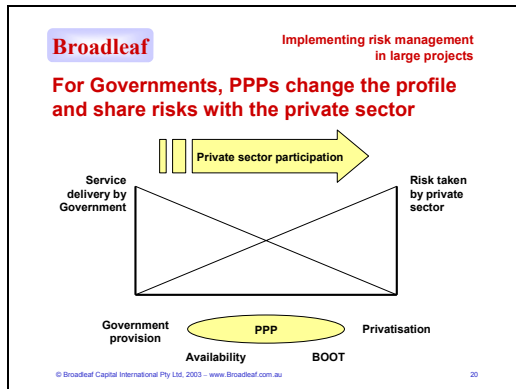 Broadleaf
Implementing risk management
in large projects
For Governments, PPPs change the profile
and share risks with the private sector
Private sector participation
Service
delivery by
Government
Risk taken
by private
sector
Government
provision
PPP
Privatisation
Availability
BOOT
© Broadleaf Capital International Pty Ltd, 2003 – www.Broadleaf.com.au
20